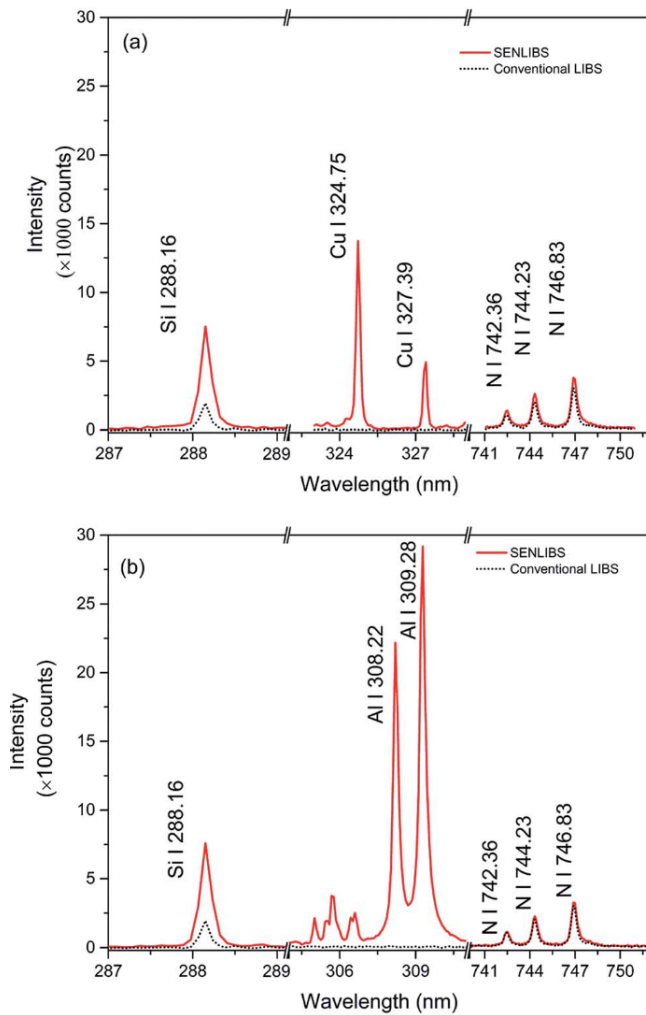 (a)
SENLIBS
Conventional LIBS
Intensity
(×1000 counts)
30
25
20
15
10
5
0
Si I 288.16
Cu I 324.75
Cu I 327.39
N I 742.36
N I 744.23
N I 746.83
287 288 289 324 327 741 744 747 750
Wavelength (nm)
(b)
SENLIBS
Conventional LIBS
Intensity
(×1000 counts)
30
25
20
15
10
5
0
Si I 288.16
Al I 308.22
Al I 309.28
N I 742.36
N I 744.23
N I 746.83
287 288 289 306 309 741 744 747 750
Wavelength (nm)